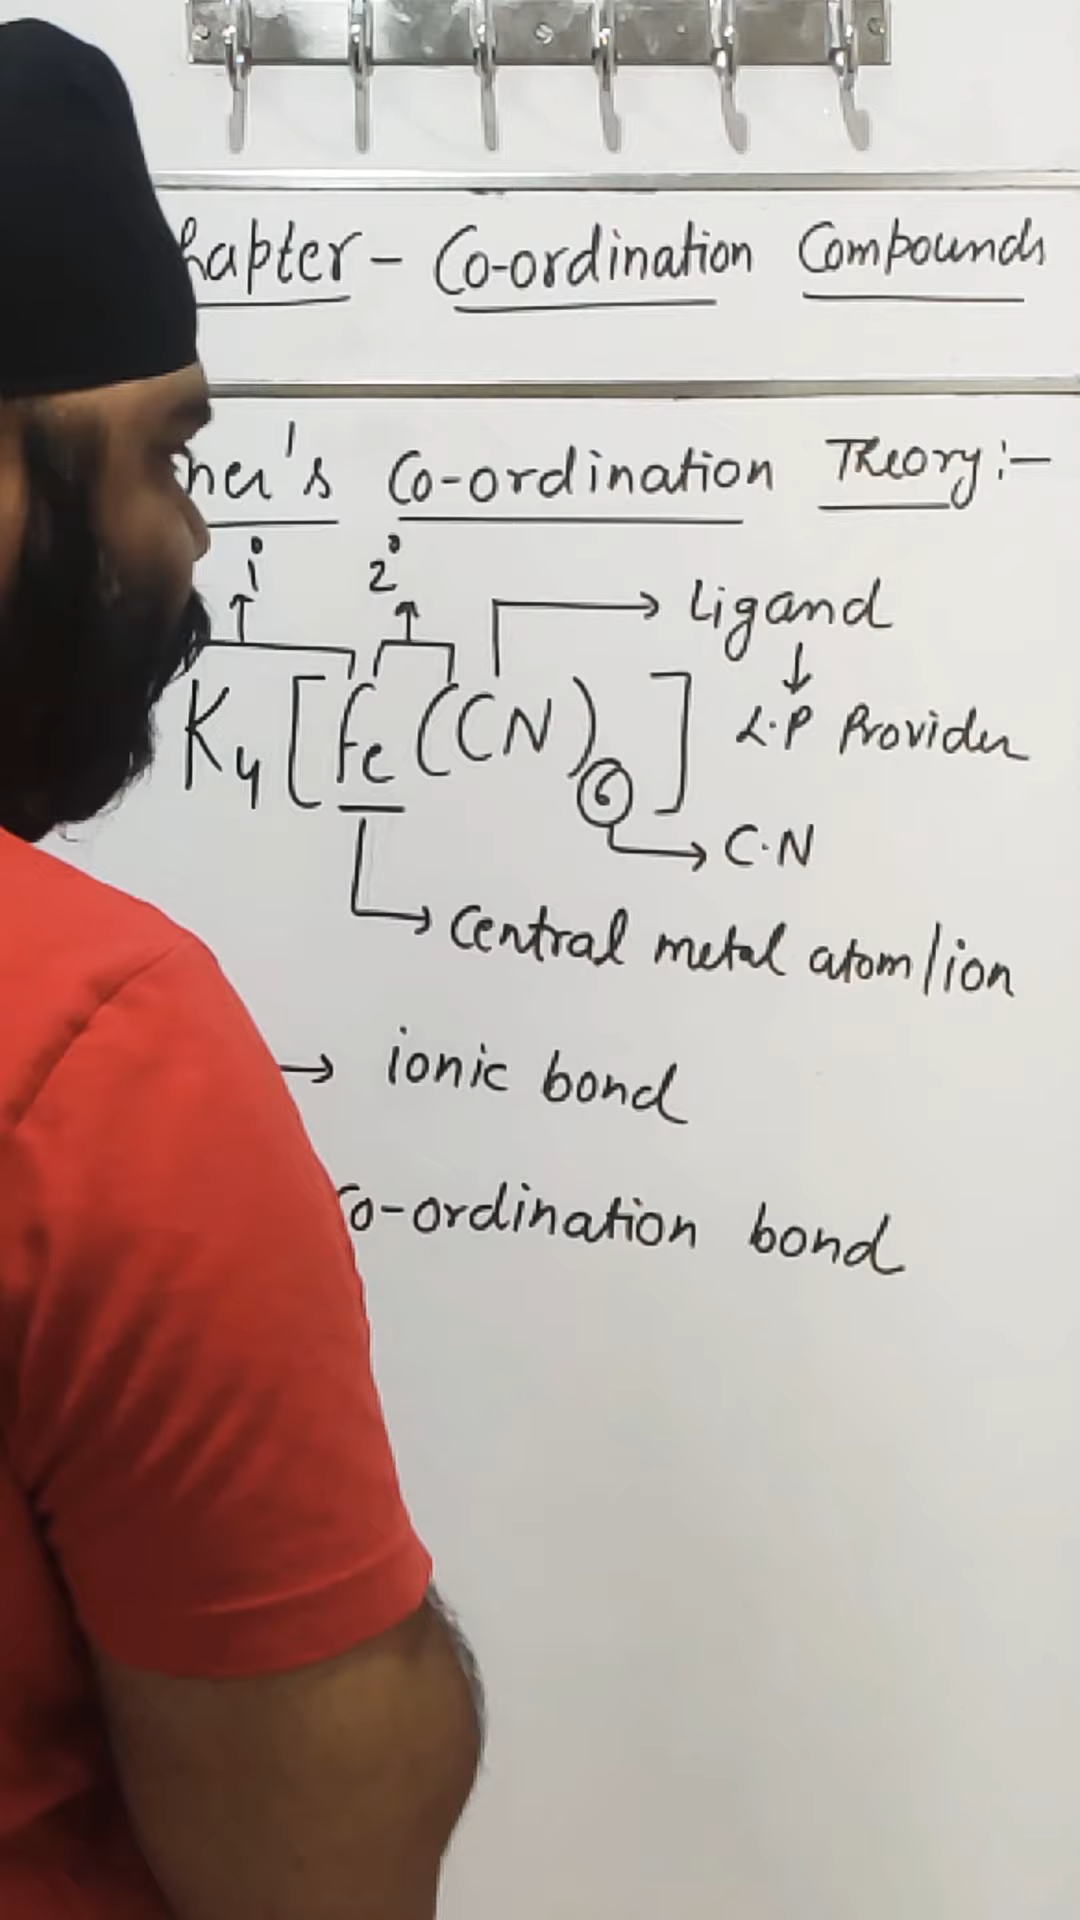 hapter - Co-ordination Compounds
ner's Co-ordination Theory :-
1° 2° Ligand
K4 [Fe(CN)6] L.P Provider
C.N
Central metal atom/ion
→ ionic bond
Co-ordination bond